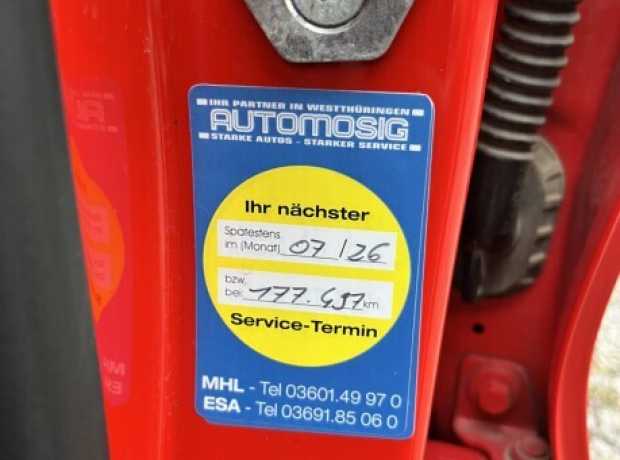 IHR PARTNER IN WESTTHÜRINGEN
AUTOMOSIG
STARKE AUTOS - STARKER SERVICE
Ihr nächster
Spätestens
im (Monat) 07/26
bzw.
bei: 177.497 km
Service-Termin
MHL - Tel 03601.49 97 0
ESA - Tel 03691.85 06 0